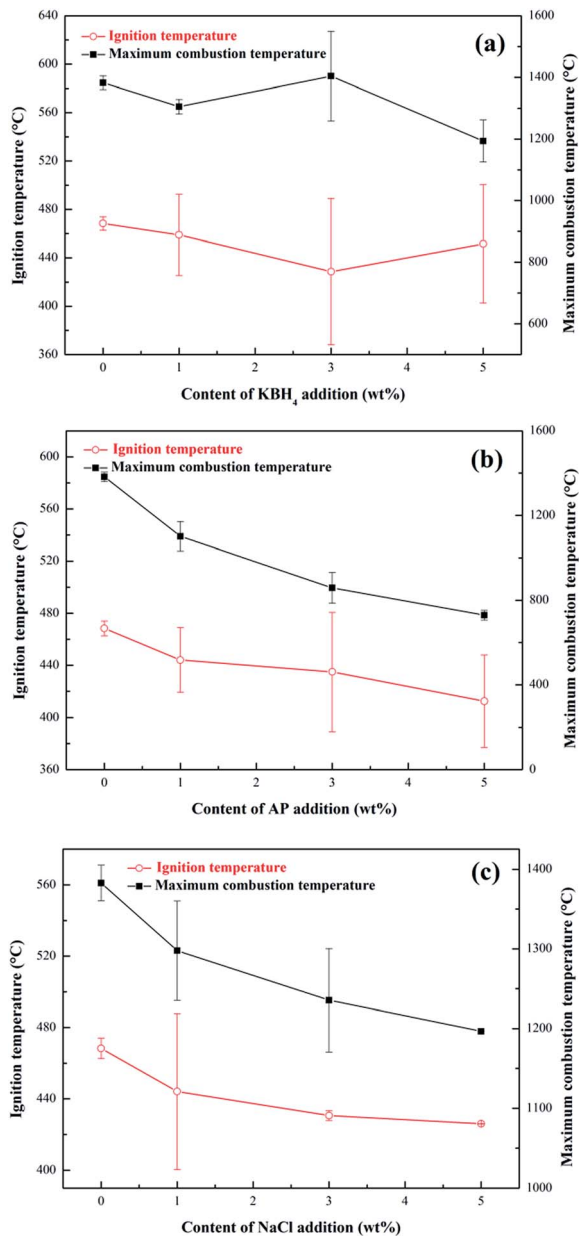 (a)
Ignition temperature
Maximum combustion temperature
Ignition temperature (°C)
640
600
560
520
480
440
400
360
Maximum combustion temperature (°C)
1600
1400
1200
1000
800
600
0 1 2 3 4 5
Content of KBH4 addition (wt%)
(b)
Ignition temperature
Maximum combustion temperature
Ignition temperature (°C)
600
560
520
480
440
400
360
Maximum combustion temperature (°C)
1600
1200
800
400
0
0 1 2 3 4 5
Content of AP addition (wt%)
(c)
Ignition temperature
Maximum combustion temperature
Ignition temperature (°C)
560
520
480
440
400
Maximum combustion temperature (°C)
1400
1300
1200
1100
1000
0 1 2 3 4 5
Content of NaCl addition (wt%)